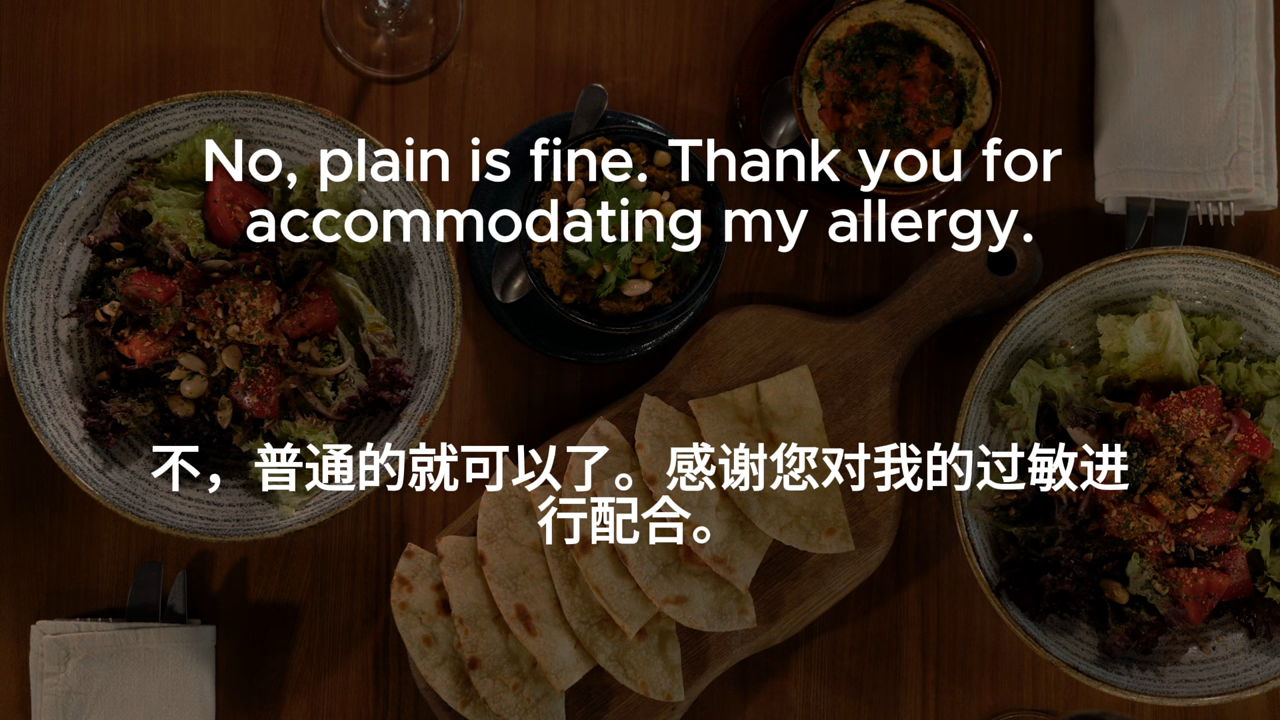 No, plain is fine. Thank you for
accommodating my allergy.
不，普通的就可以了。感谢您对我的过敏进
行配合。